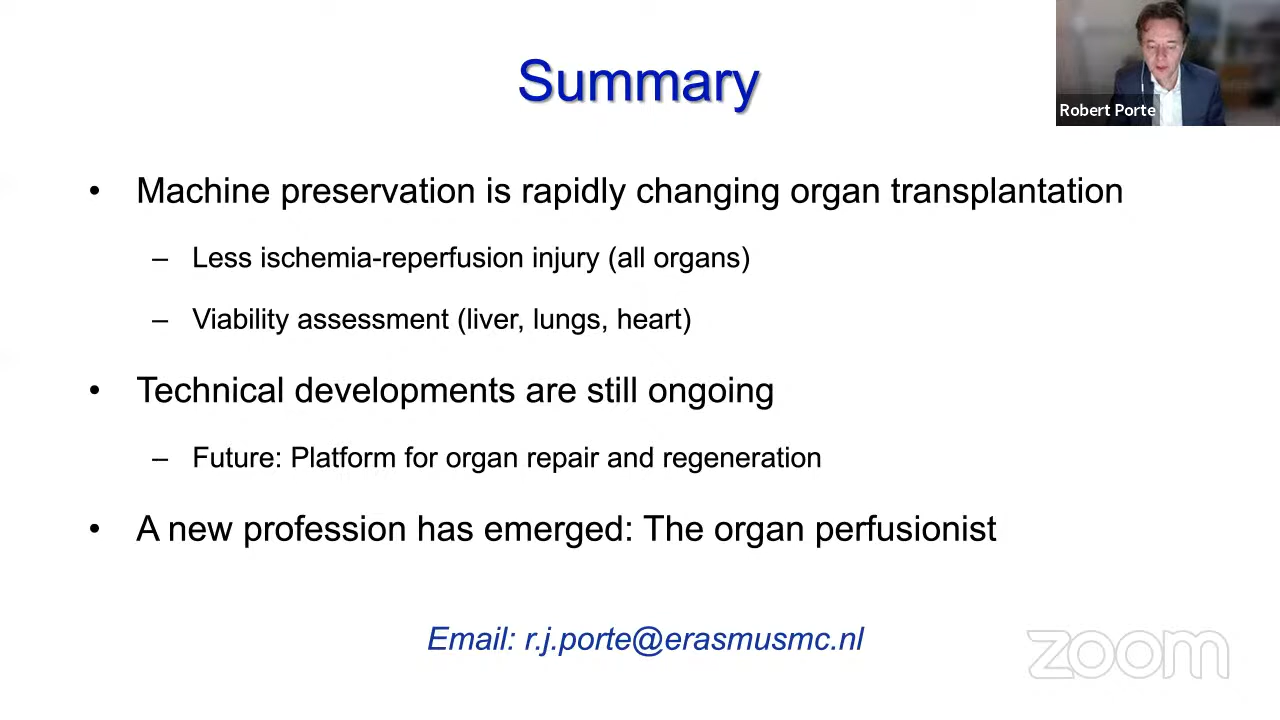 Summary
Robert Porte
• Machine preservation is rapidly changing organ transplantation
– Less ischemia-reperfusion injury (all organs)
– Viability assessment (liver, lungs, heart)
• Technical developments are still ongoing
– Future: Platform for organ repair and regeneration
• A new profession has emerged: The organ perfusionist
Email: r.j.porte@erasmusmc.nl
zoom